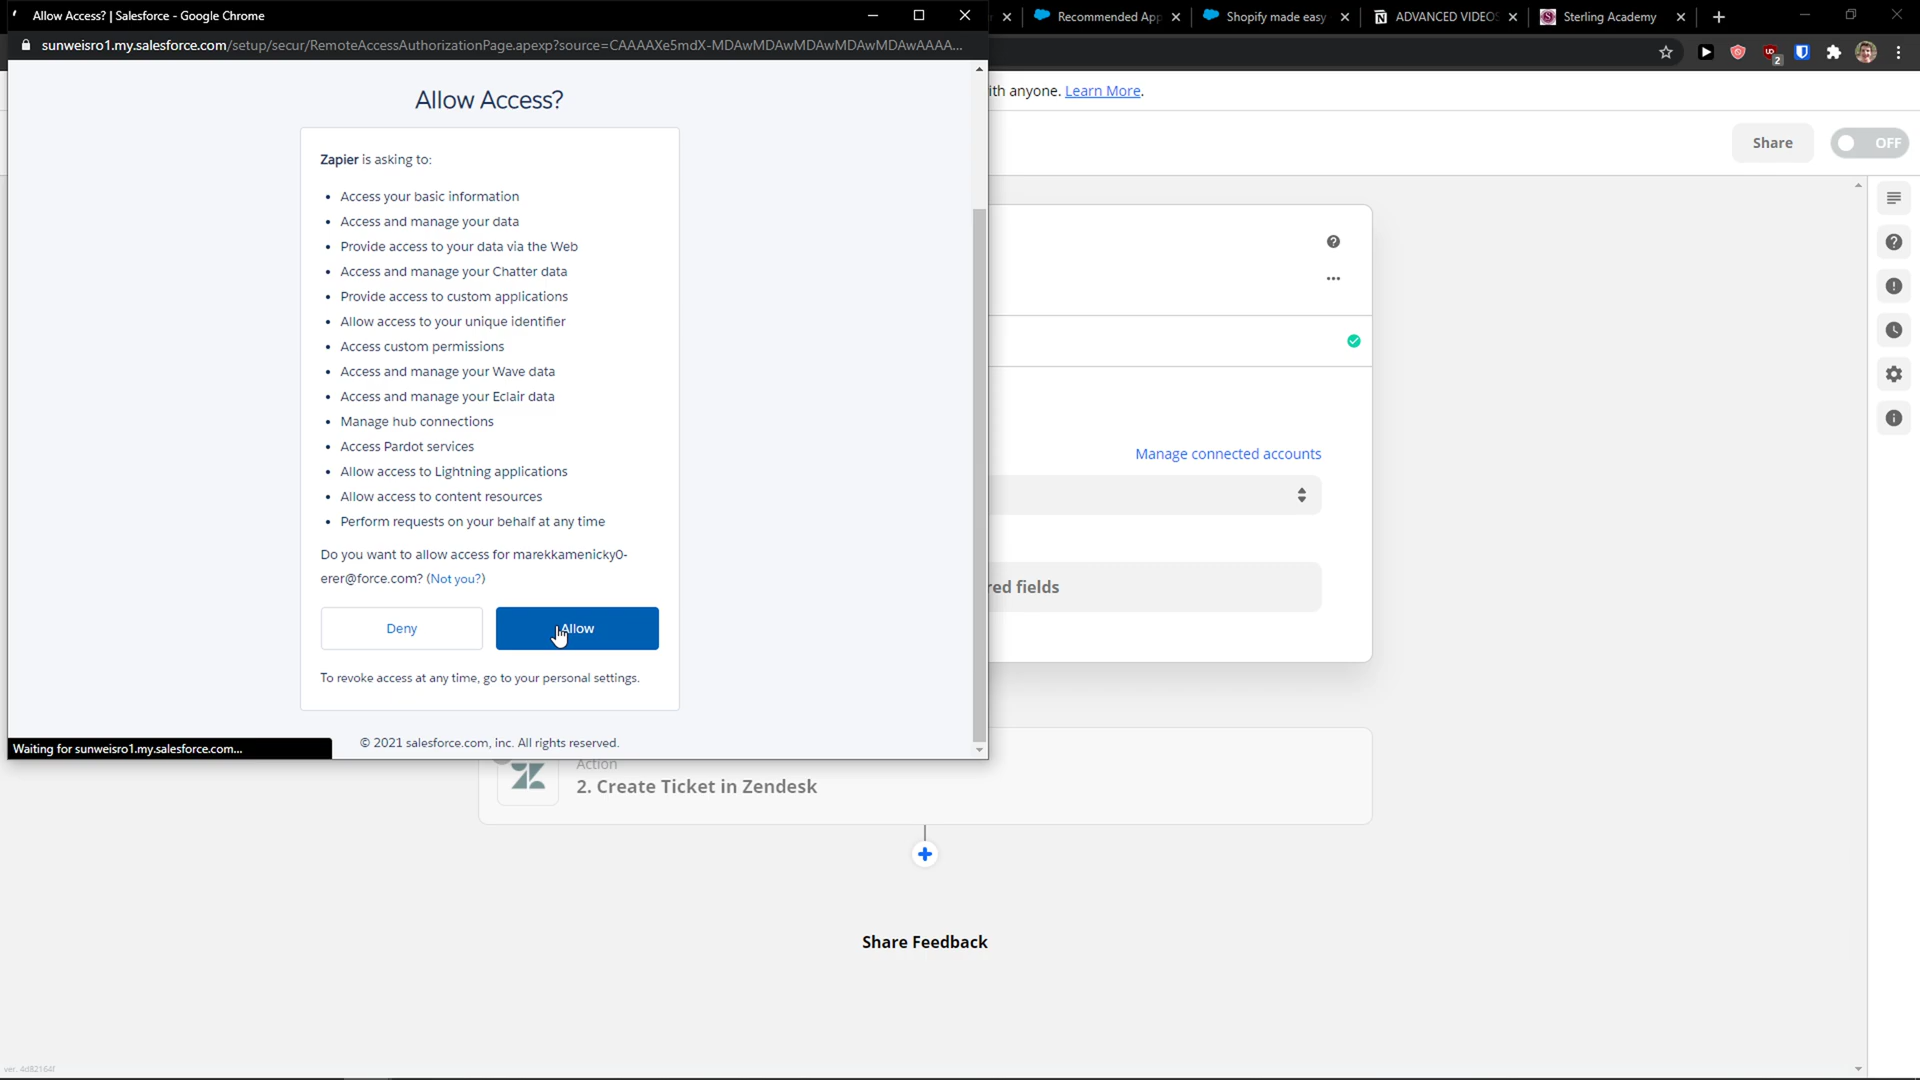 Allow Access? | Salesforce - Google Chrome
Recommended App
Shopify made easy
ADVANCED VIDEOS
Sterling Academy
sunweisro1.my.salesforce.com/setup/secur/RemoteAccessAuthorizationPage.apexp?source=CAAAAXe5mdX-MDAwMDAwMDAwMDAwMDAwAAAA...
2
ith anyone. Learn More.
Share
OFF
Allow Access?
Zapier is asking to:
• Access your basic information
• Access and manage your data
• Provide access to your data via the Web
• Access and manage your Chatter data
• Provide access to custom applications
• Allow access to your unique identifier
• Access custom permissions
• Access and manage your Wave data
• Access and manage your Eclair data
• Manage hub connections
• Access Pardot services
• Allow access to Lightning applications
• Allow access to content resources
• Perform requests on your behalf at any time
Do you want to allow access for marekkamenicky0-
erer@force.com? (Not you?)
Deny
Allow
To revoke access at any time, go to your personal settings.
© 2021 salesforce.com, inc. All rights reserved.
Waiting for sunweisro1.my.salesforce.com...
Manage connected accounts
red fields
Action
2. Create Ticket in Zendesk
Share Feedback
ver. 4d82164f